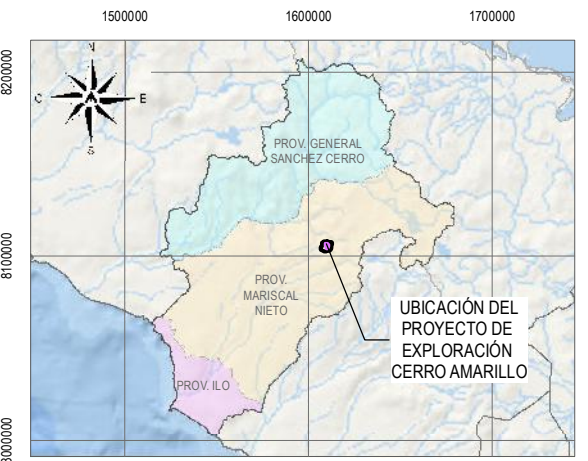 1500000
1600000
1700000
8200000
8100000
8000000
N
O
E
S
PROV. GENERAL
SANCHEZ CERRO
PROV.
MARISCAL
NIETO
PROV. ILO
UBICACIÓN DEL
PROYECTO DE
EXPLORACIÓN
CERRO AMARILLO